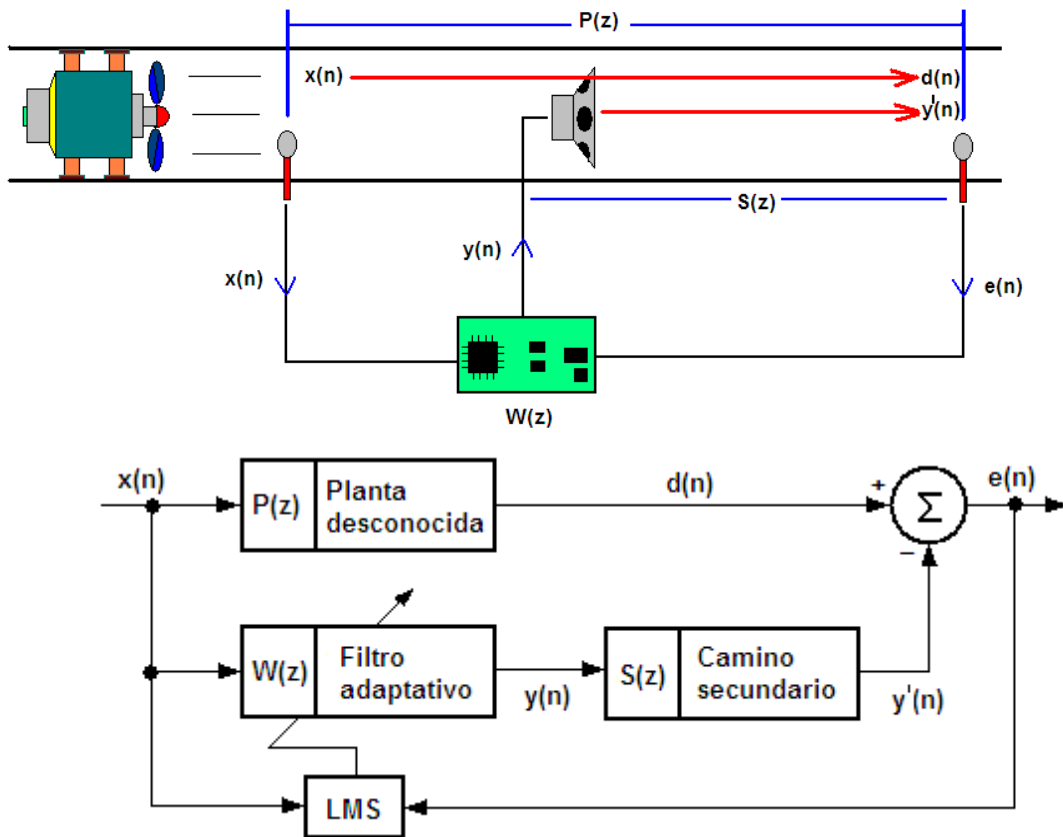 P(z)
x(n)
d(n)
y'(n)
S(z)
y(n)
x(n)
e(n)
W(z)
x(n)
P(z)
Planta
desconocida
d(n)
+
Σ
e(n)
−
W(z)
Filtro
adaptativo
y(n)
S(z)
Camino
secundario
y'(n)
LMS